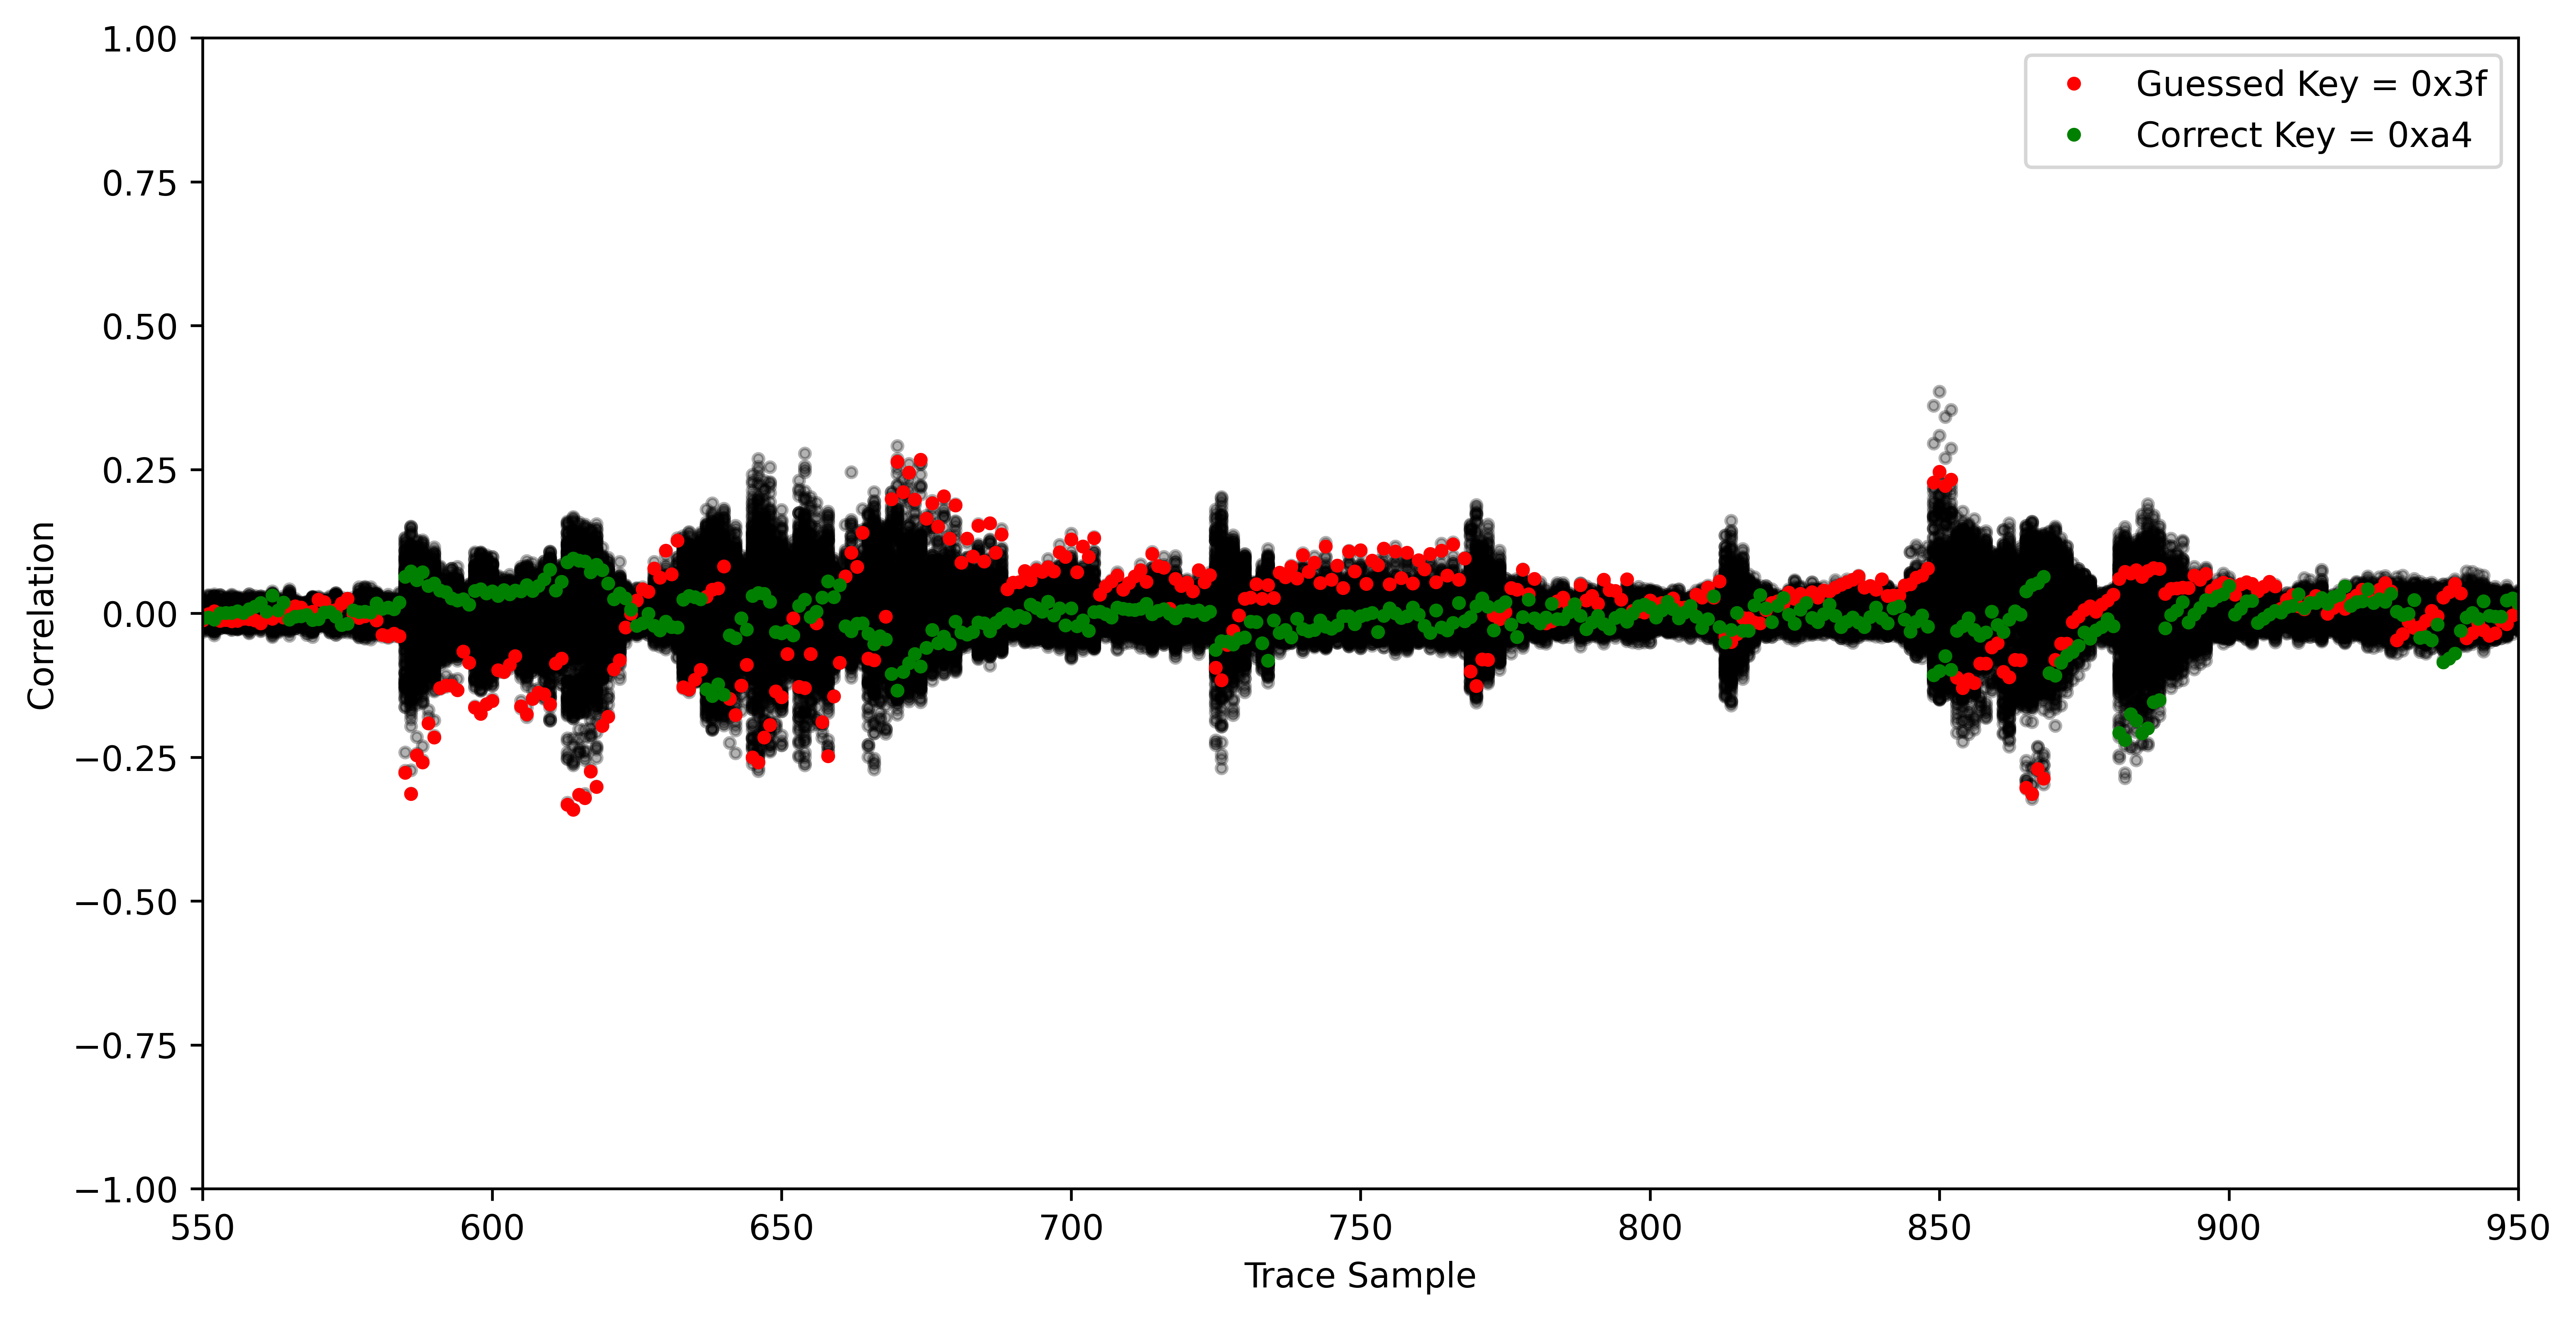 1.00
0.75
0.50
0.25
0.00
−0.25
−0.50
−0.75
−1.00
Correlation
Guessed Key = 0x3f
Correct Key = 0xa4
550 600 650 700 750 800 850 900 950
Trace Sample